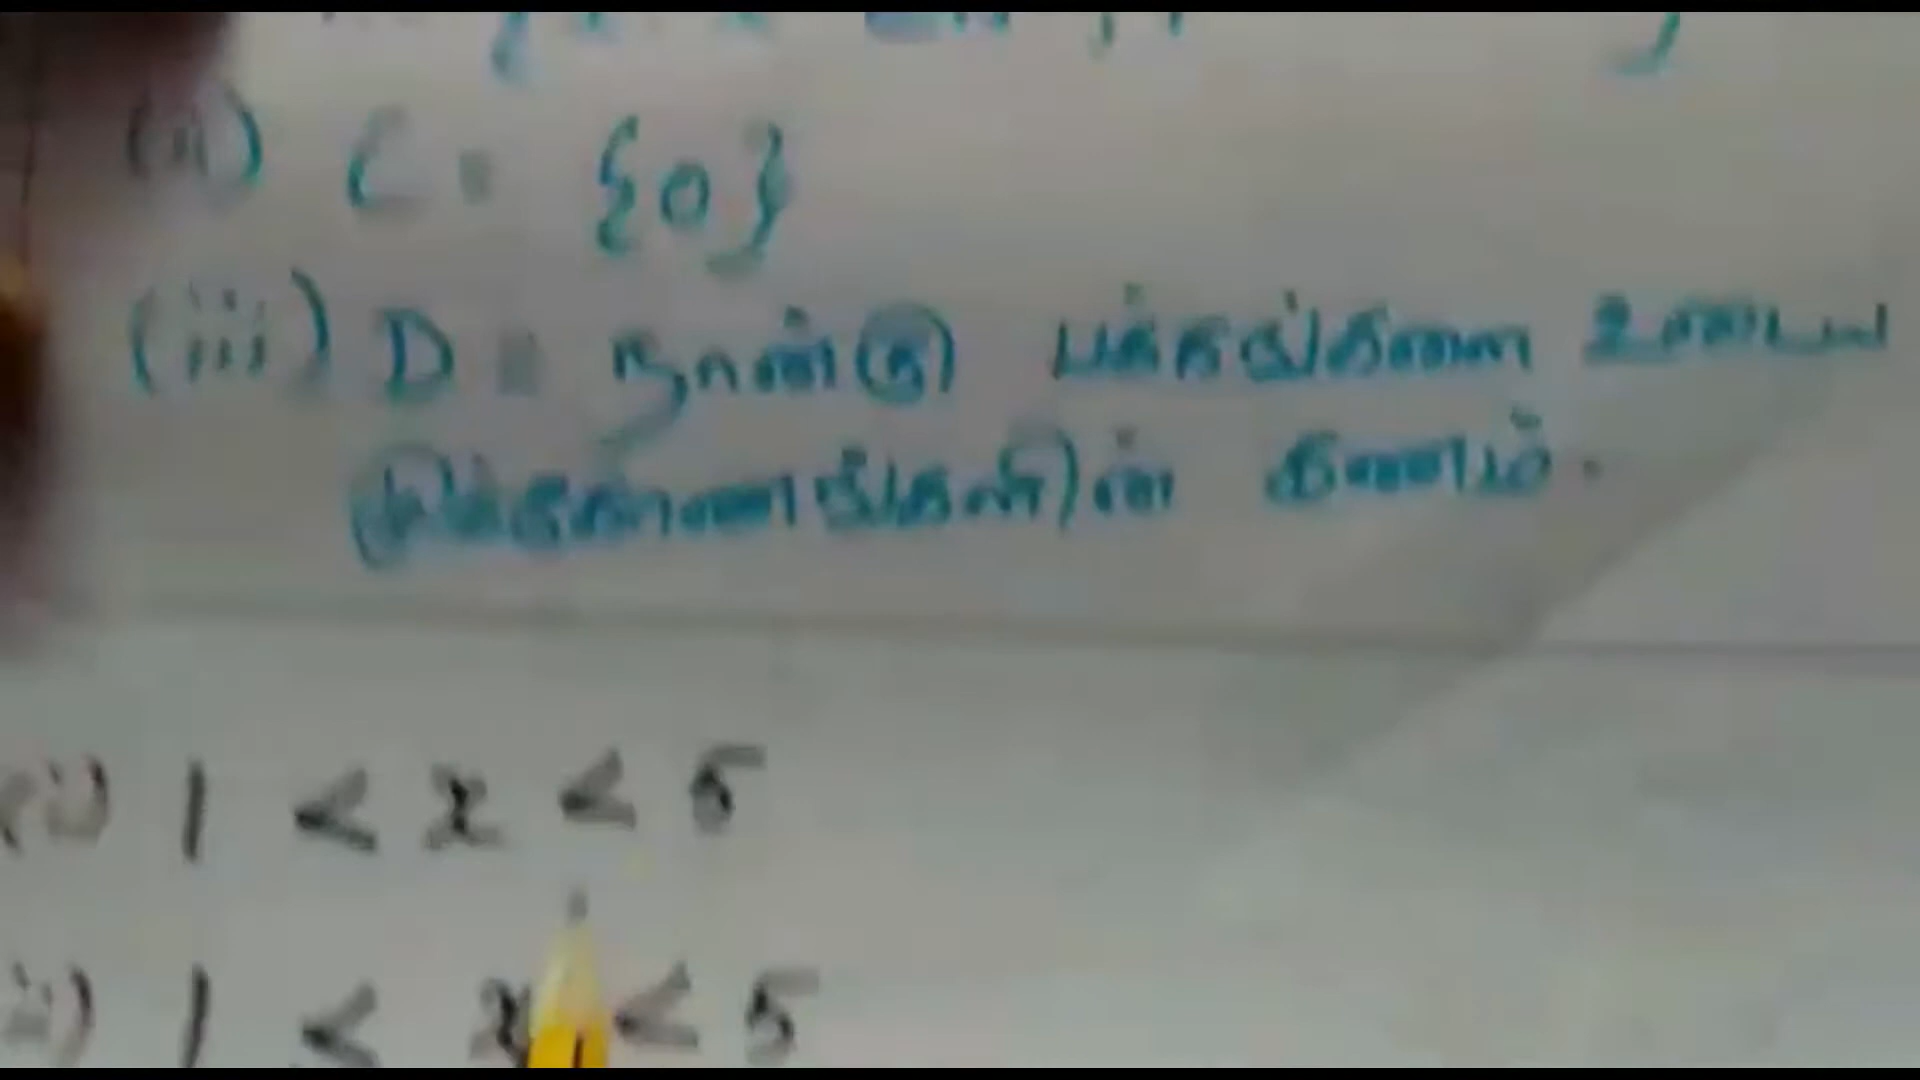 (ii) C = {0}
(iii) D = நான்கு பக்கங்களை உடைய
முக்கோணங்களின் கணம்.
(i) 1 < x < 5
(ii) 1 < x < 5